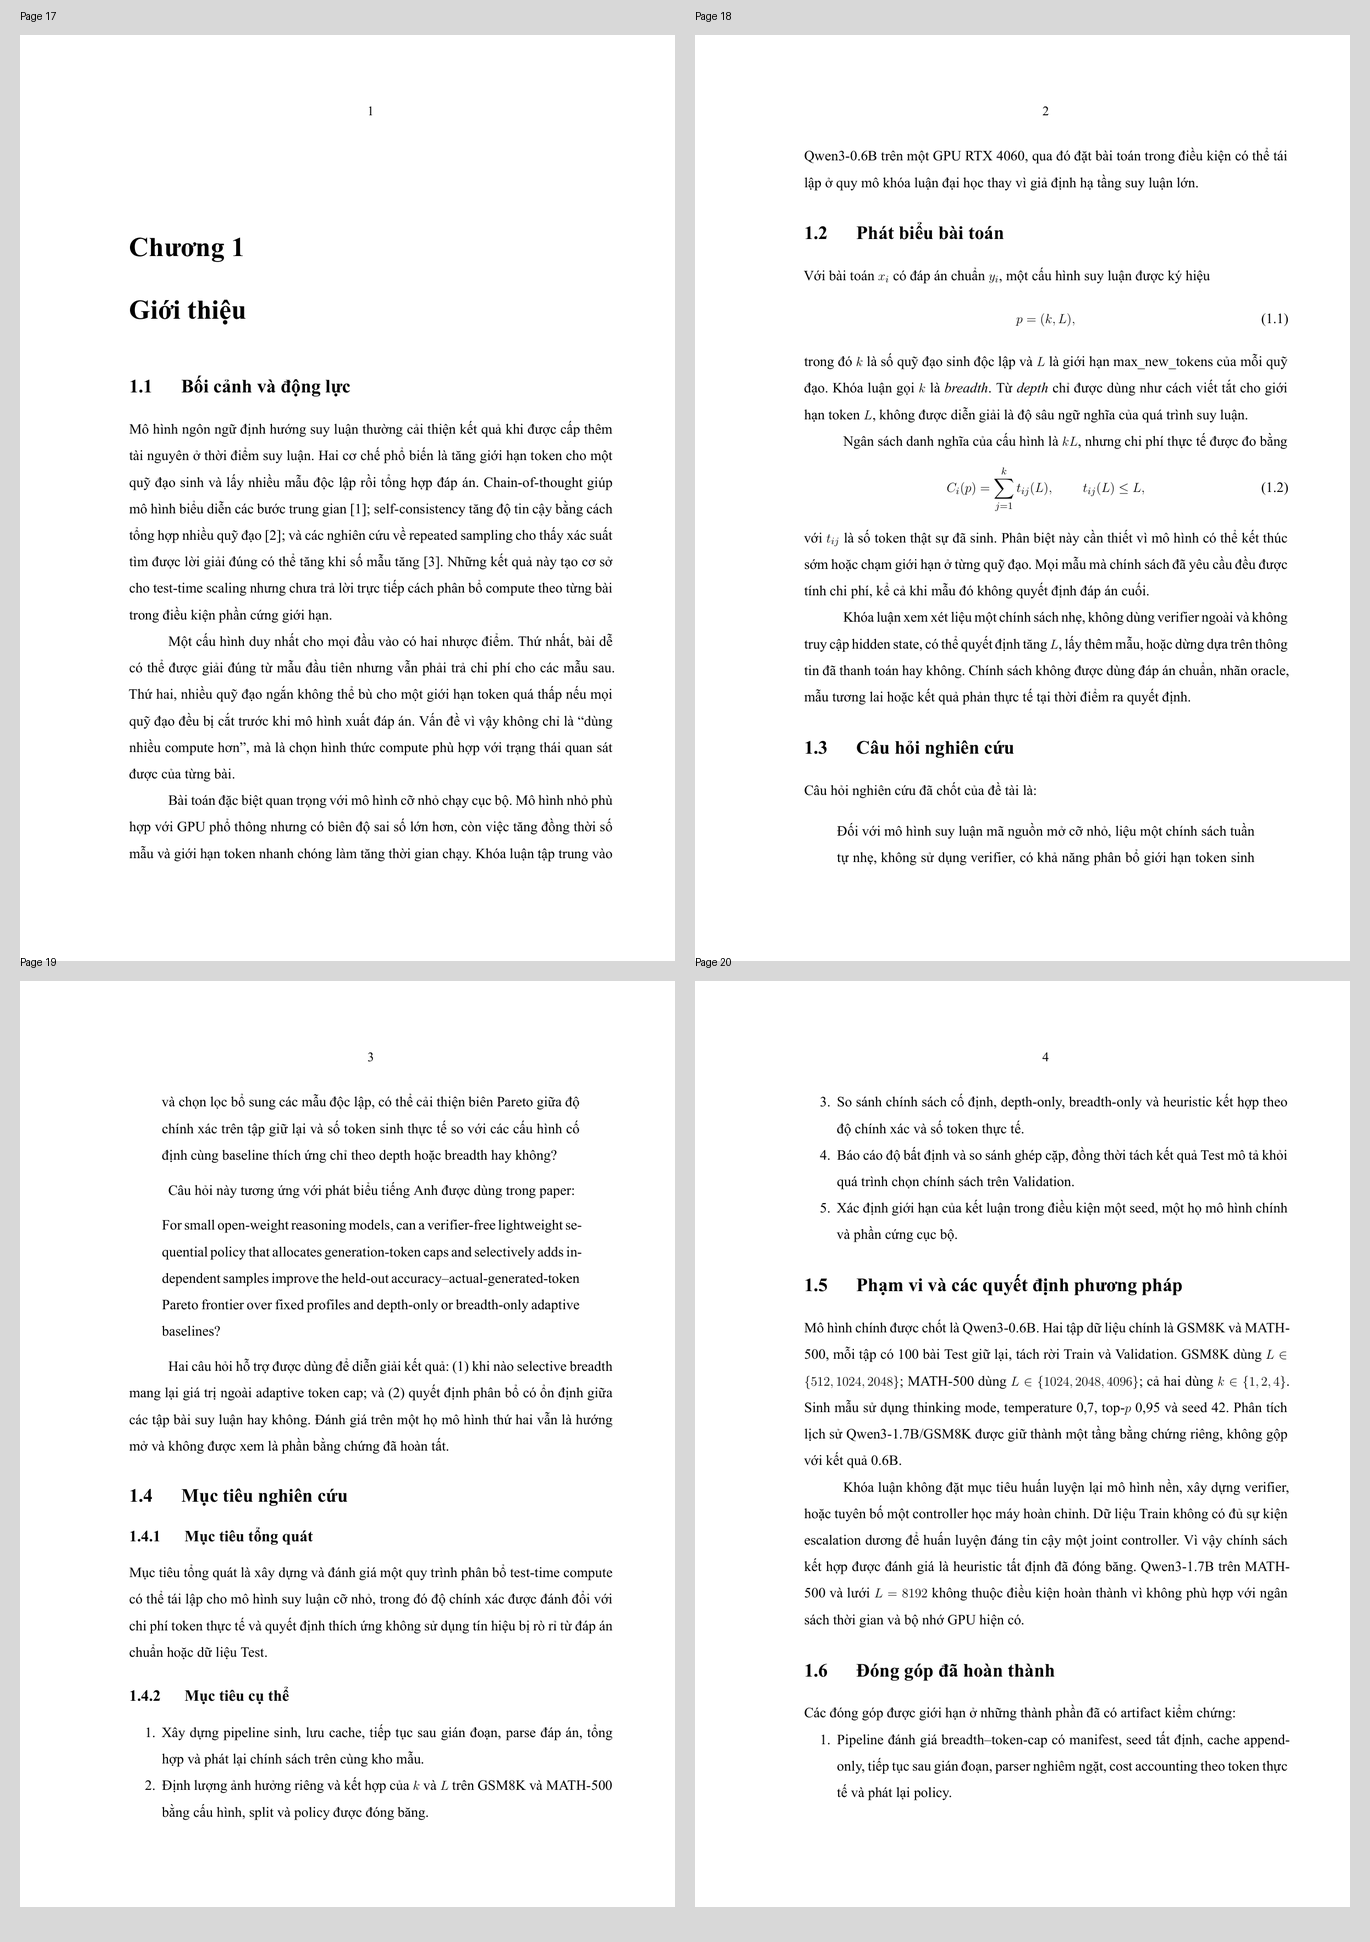 Page 17
1
Chương 1
Giới thiệu
1.1 Bối cảnh và động lực
Mô hình ngôn ngữ định hướng suy luận thường cải thiện kết quả khi được cấp thêm
tài nguyên ở thời điểm suy luận. Hai cơ chế phổ biến là tăng giới hạn token cho một
quỹ đạo sinh và lấy nhiều mẫu độc lập rồi tổng hợp đáp án. Chain-of-thought giúp
mô hình biểu diễn các bước trung gian [1]; self-consistency tăng độ tin cậy bằng cách
tổng hợp nhiều quỹ đạo [2]; và các nghiên cứu về repeated sampling cho thấy xác suất
tìm được lời giải đúng có thể tăng khi số mẫu tăng [3]. Những kết quả này tạo cơ sở
cho test-time scaling nhưng chưa trả lời trực tiếp cách phân bổ compute theo từng bài
trong điều kiện phần cứng giới hạn.
Một cấu hình duy nhất cho mọi đầu vào có hai nhược điểm. Thứ nhất, bài dễ
có thể được giải đúng từ mẫu đầu tiên nhưng vẫn phải trả chi phí cho các mẫu sau.
Thứ hai, nhiều quỹ đạo ngắn không thể bù cho một giới hạn token quá thấp nếu mọi
quỹ đạo đều bị cắt trước khi mô hình xuất đáp án. Vấn đề vì vậy không chỉ là “dùng
nhiều compute hơn”, mà là chọn hình thức compute phù hợp với trạng thái quan sát
được của từng bài.
Bài toán đặc biệt quan trọng với mô hình cỡ nhỏ chạy cục bộ. Mô hình nhỏ phù
hợp với GPU phổ thông nhưng có biên độ sai số lớn hơn, còn việc tăng đồng thời số
mẫu và giới hạn token nhanh chóng làm tăng thời gian chạy. Khóa luận tập trung vào
Page 18
2
Qwen3-0.6B trên một GPU RTX 4060, qua đó đặt bài toán trong điều kiện có thể tái
lập ở quy mô khóa luận đại học thay vì giả định hạ tầng suy luận lớn.
1.2 Phát biểu bài toán
Với bài toán x_i có đáp án chuẩn y_i, một cấu hình suy luận được ký hiệu
p = (k, L), (1.1)
trong đó k là số quỹ đạo sinh độc lập và L là giới hạn max_new_tokens của mỗi quỹ
đạo. Khóa luận gọi k là breadth. Từ depth chỉ được dùng như cách viết tắt cho giới
hạn token L, không được diễn giải là độ sâu ngữ nghĩa của quá trình suy luận.
Ngân sách danh nghĩa của cấu hình là kL, nhưng chi phí thực tế được đo bằng
C_i(p) = ∑_{j=1}^{k} t_{ij}(L), t_{ij}(L) ≤ L, (1.2)
với t_{ij} là số token thật sự đã sinh. Phân biệt này cần thiết vì mô hình có thể kết thúc
sớm hoặc chạm giới hạn ở từng quỹ đạo. Mọi mẫu mà chính sách đã yêu cầu đều được
tính chi phí, kể cả khi mẫu đó không quyết định đáp án cuối.
Khóa luận xem xét liệu một chính sách nhẹ, không dùng verifier ngoài và không
truy cập hidden state, có thể quyết định tăng L, lấy thêm mẫu, hoặc dừng dựa trên thông
tin đã thanh toán hay không. Chính sách không được dùng đáp án chuẩn, nhãn oracle,
mẫu tương lai hoặc kết quả phản thực tế tại thời điểm ra quyết định.
1.3 Câu hỏi nghiên cứu
Câu hỏi nghiên cứu đã chốt của đề tài là:
Đối với mô hình suy luận mã nguồn mở cỡ nhỏ, liệu một chính sách tuần
tự nhẹ, không sử dụng verifier, có khả năng phân bổ giới hạn token sinh
Page 19
3
và chọn lọc bổ sung các mẫu độc lập, có thể cải thiện biên Pareto giữa độ
chính xác trên tập giữ lại và số token sinh thực tế so với các cấu hình cố
định cùng baseline thích ứng chỉ theo depth hoặc breadth hay không?
Câu hỏi này tương ứng với phát biểu tiếng Anh được dùng trong paper:
For small open-weight reasoning models, can a verifier-free lightweight se-
quential policy that allocates generation-token caps and selectively adds in-
dependent samples improve the held-out accuracy–actual-generated-token
Pareto frontier over fixed profiles and depth-only or breadth-only adaptive
baselines?
Hai câu hỏi hỗ trợ được dùng để diễn giải kết quả: (1) khi nào selective breadth
mang lại giá trị ngoài adaptive token cap; và (2) quyết định phân bổ có ổn định giữa
các tập bài suy luận hay không. Đánh giá trên một họ mô hình thứ hai vẫn là hướng
mở và không được xem là phần bằng chứng đã hoàn tất.
1.4 Mục tiêu nghiên cứu
1.4.1 Mục tiêu tổng quát
Mục tiêu tổng quát là xây dựng và đánh giá một quy trình phân bổ test-time compute
có thể tái lập cho mô hình suy luận cỡ nhỏ, trong đó độ chính xác được đánh đổi với
chi phí token thực tế và quyết định thích ứng không sử dụng tín hiệu bị rò rỉ từ đáp án
chuẩn hoặc dữ liệu Test.
1.4.2 Mục tiêu cụ thể
1. Xây dựng pipeline sinh, lưu cache, tiếp tục sau gián đoạn, parse đáp án, tổng
hợp và phát lại chính sách trên cùng kho mẫu.
2. Định lượng ảnh hưởng riêng và kết hợp của k và L trên GSM8K và MATH-500
bằng cấu hình, split và policy được đóng băng.
Page 20
4
3. So sánh chính sách cố định, depth-only, breadth-only và heuristic kết hợp theo
độ chính xác và số token thực tế.
4. Báo cáo độ bất định và so sánh ghép cặp, đồng thời tách kết quả Test mô tả khỏi
quá trình chọn chính sách trên Validation.
5. Xác định giới hạn của kết luận trong điều kiện một seed, một họ mô hình chính
và phần cứng cục bộ.
1.5 Phạm vi và các quyết định phương pháp
Mô hình chính được chốt là Qwen3-0.6B. Hai tập dữ liệu chính là GSM8K và MATH-
500, mỗi tập có 100 bài Test giữ lại, tách rời Train và Validation. GSM8K dùng L ∈
{512, 1024, 2048}; MATH-500 dùng L ∈ {1024, 2048, 4096}; cả hai dùng k ∈ {1, 2, 4}.
Sinh mẫu sử dụng thinking mode, temperature 0,7, top-p 0,95 và seed 42. Phân tích
lịch sử Qwen3-1.7B/GSM8K được giữ thành một tầng bằng chứng riêng, không gộp
với kết quả 0.6B.
Khóa luận không đặt mục tiêu huấn luyện lại mô hình nền, xây dựng verifier,
hoặc tuyên bố một controller học máy hoàn chỉnh. Dữ liệu Train không có đủ sự kiện
escalation dương để huấn luyện đáng tin cậy một joint controller. Vì vậy chính sách
kết hợp được đánh giá là heuristic tất định đã đóng băng. Qwen3-1.7B trên MATH-
500 và lưới L = 8192 không thuộc điều kiện hoàn thành vì không phù hợp với ngân
sách thời gian và bộ nhớ GPU hiện có.
1.6 Đóng góp đã hoàn thành
Các đóng góp được giới hạn ở những thành phần đã có artifact kiểm chứng:
1. Pipeline đánh giá breadth–token-cap có manifest, seed tất định, cache append-
only, tiếp tục sau gián đoạn, parser nghiêm ngặt, cost accounting theo token thực
tế và phát lại policy.